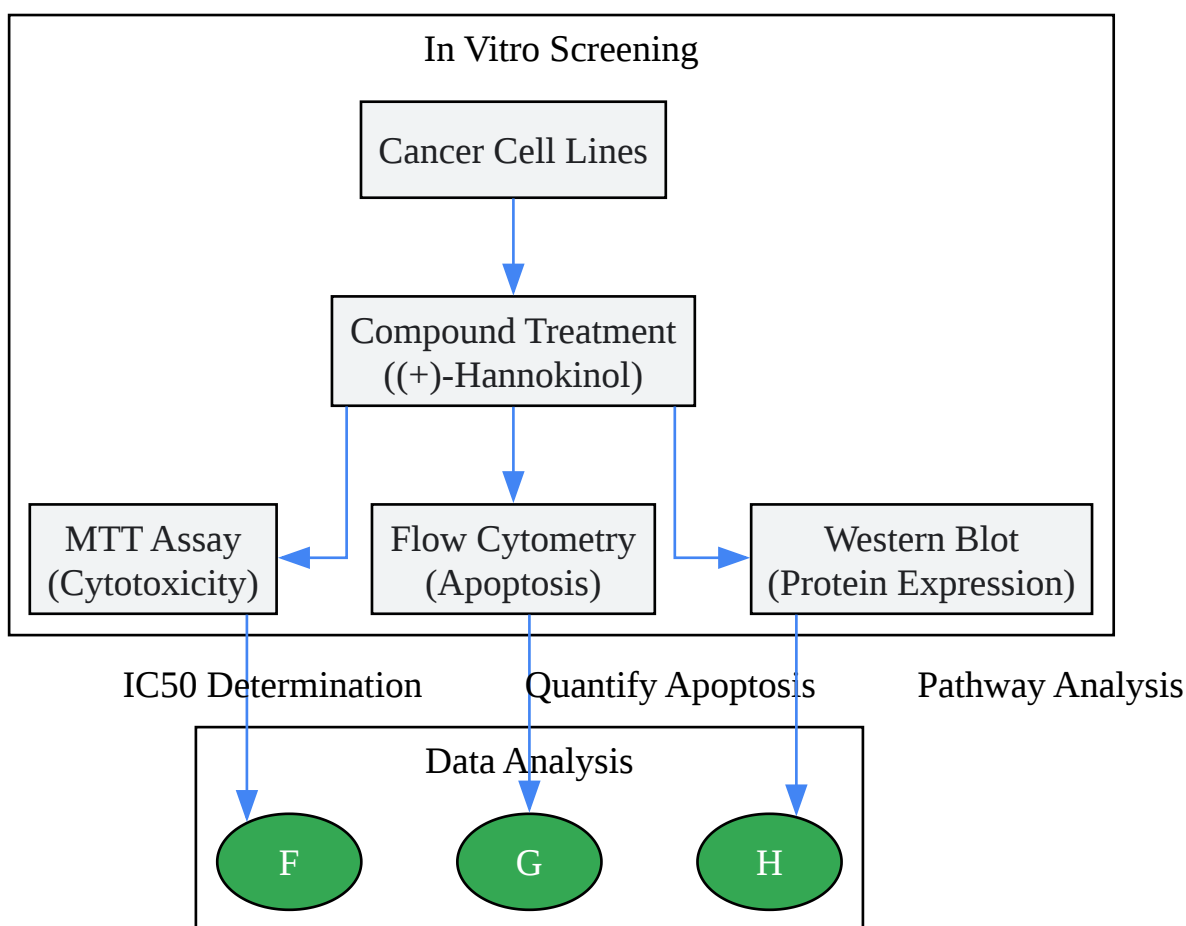 In Vitro Screening
Cancer Cell Lines
Compound Treatment
((+)-Hannokinol)
MTT Assay
(Cytotoxicity)
Flow Cytometry
(Apoptosis)
Western Blot
(Protein Expression)
IC50 Determination
Quantify Apoptosis
Pathway Analysis
Data Analysis
F
G
H